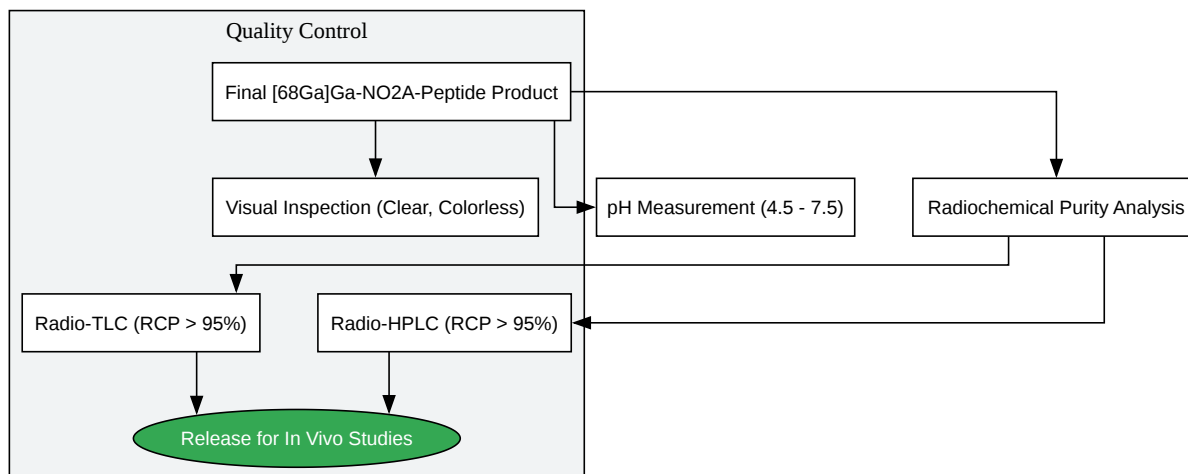 Quality Control
Final [68Ga]Ga-NO2A-Peptide Product
Visual Inspection (Clear, Colorless)
pH Measurement (4.5 - 7.5)
Radiochemical Purity Analysis
Radio-TLC (RCP > 95%)
Radio-HPLC (RCP > 95%)
Release for In Vivo Studies